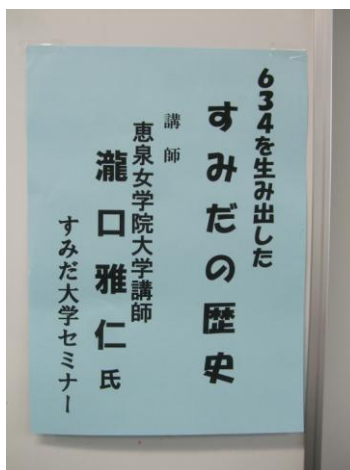 634を生み出した
すみだの歴史
講師
恵泉女学院大学講師
瀧口雅仁氏
すみだ大学セミナー